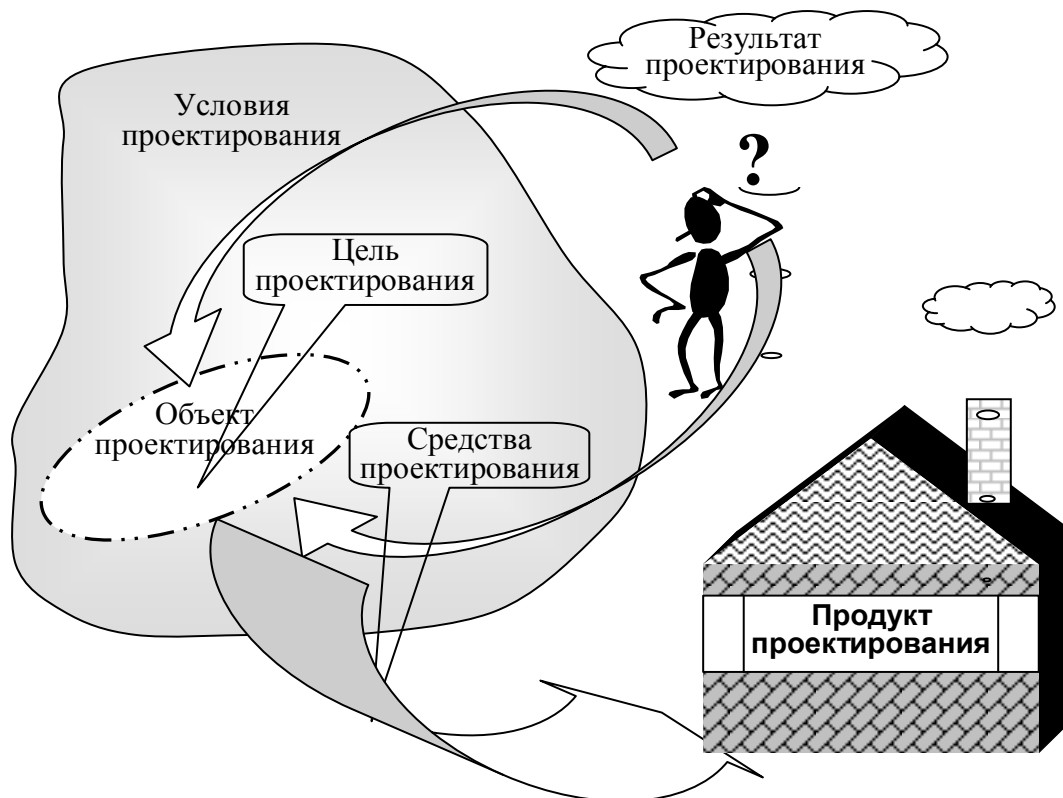 Результат
проектирования
Условия
проектирования
?
Цель
проектирования
Объект
проектирования
Средства
проектирования
Продукт
проектирования